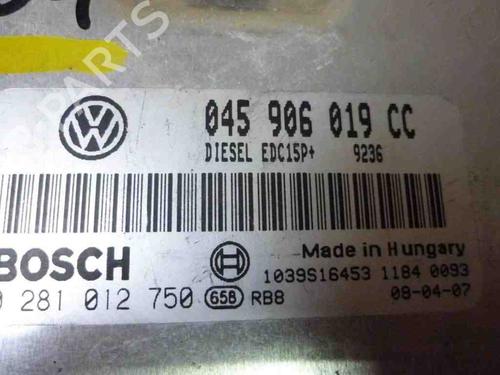 045 906 019 CC
DIESEL EDC15P+ 9236
BOSCH
Made in Hungary
1039S16453 1184 0093
281 012 750 658 RB8 08-04-07